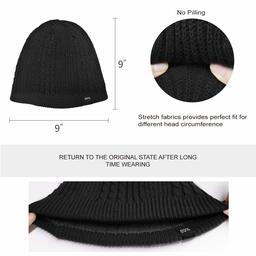 No Pilling
9"
9"
Stretch fabrics provides perfect fit for
different head circumference
RETURN TO THE ORIGINAL STATE AFTER LONG
TIME WEARING